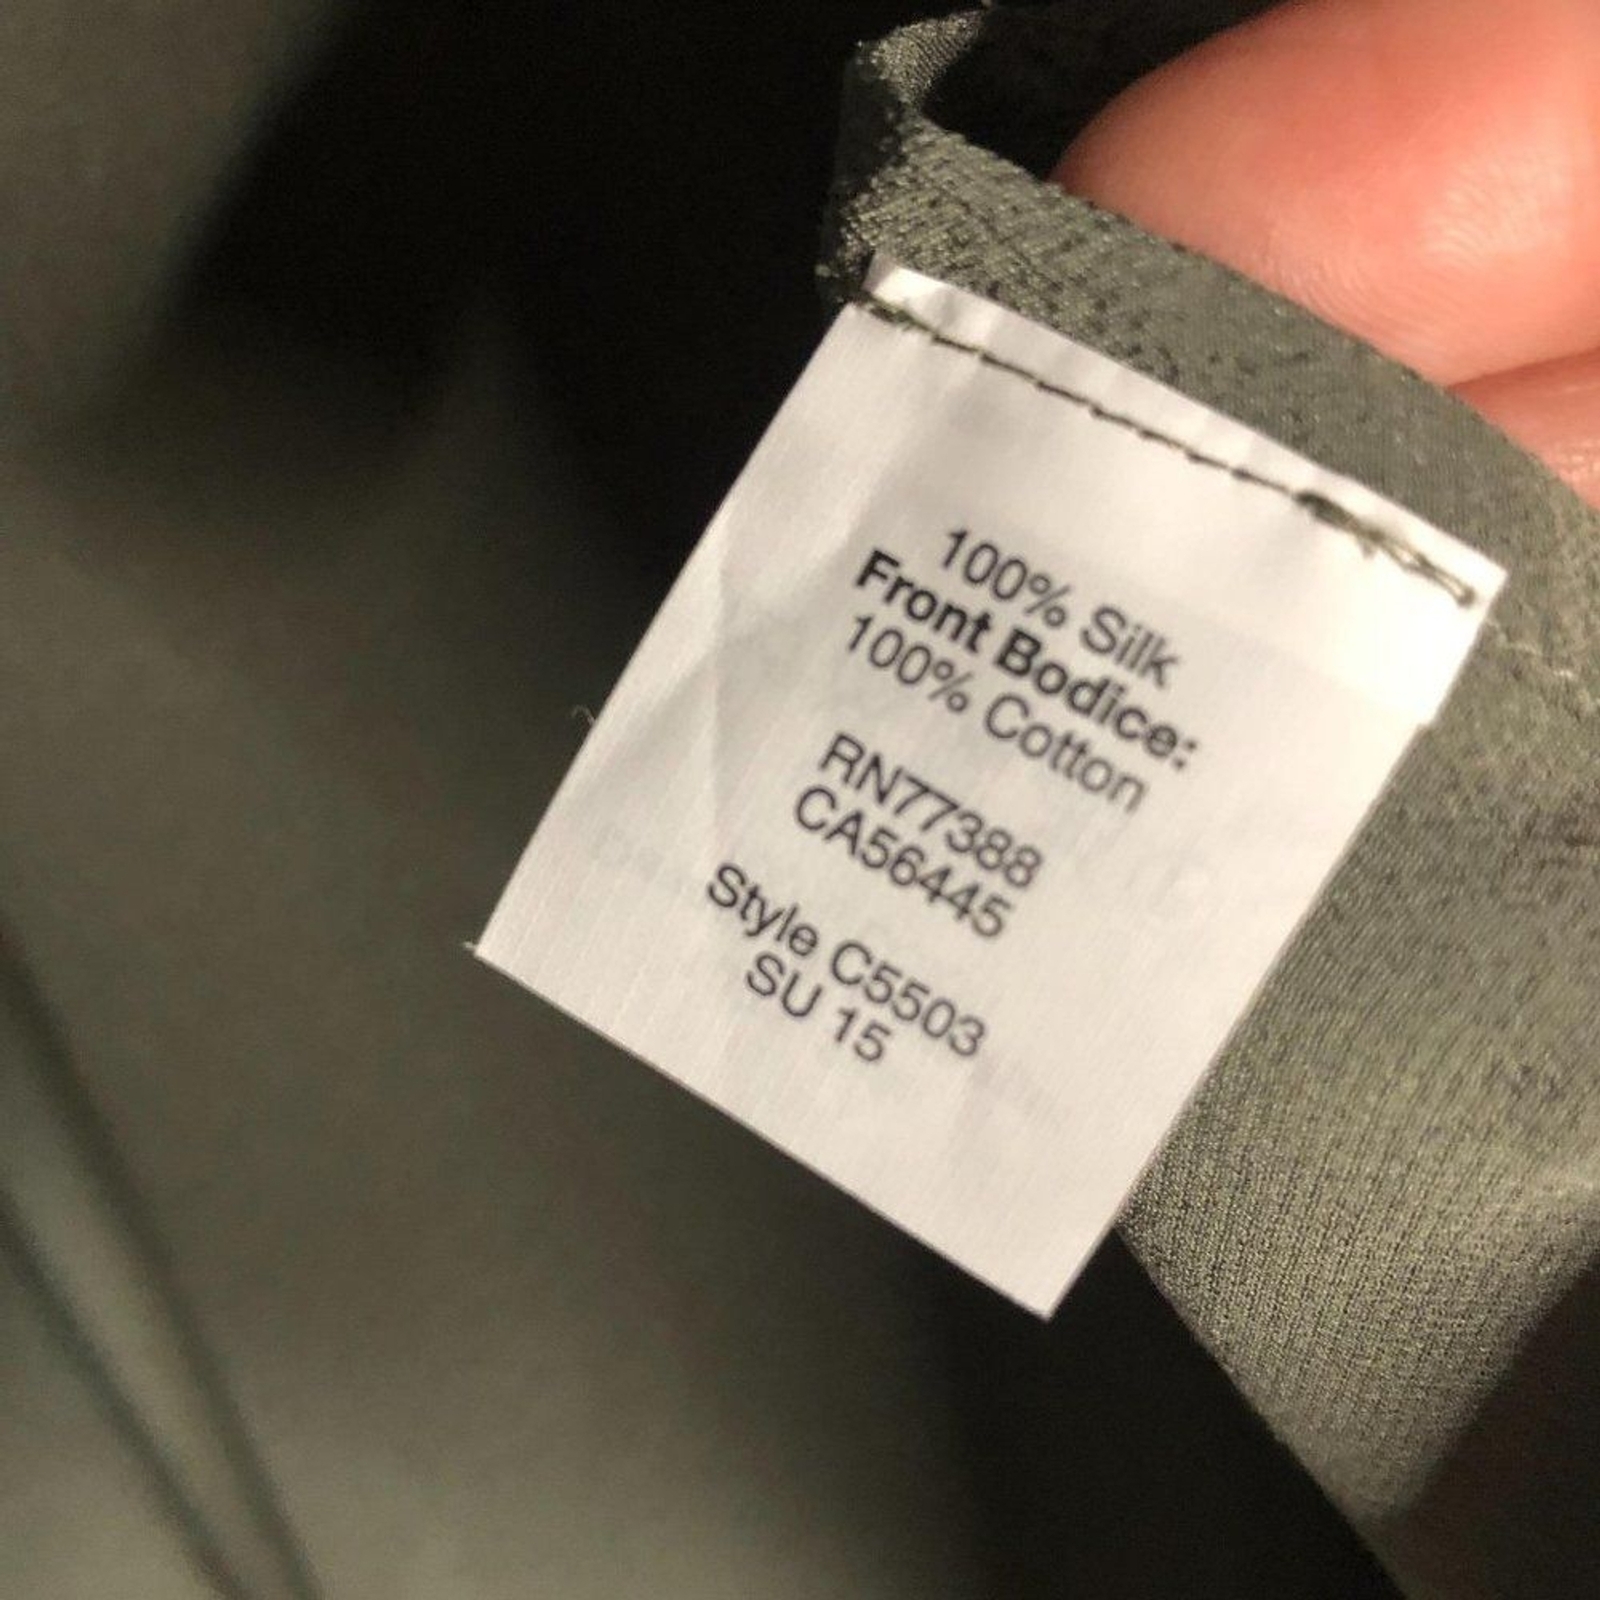 100% Silk
Front Bodice:
100% Cotton
RN77388
CA56445
Style C5503
SU 15